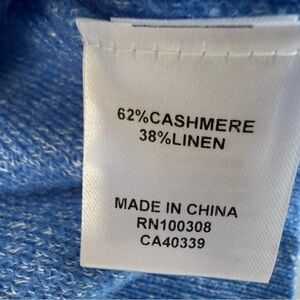 62%CASHMERE
38%LINEN
MADE IN CHINA
RN100308
CA40339